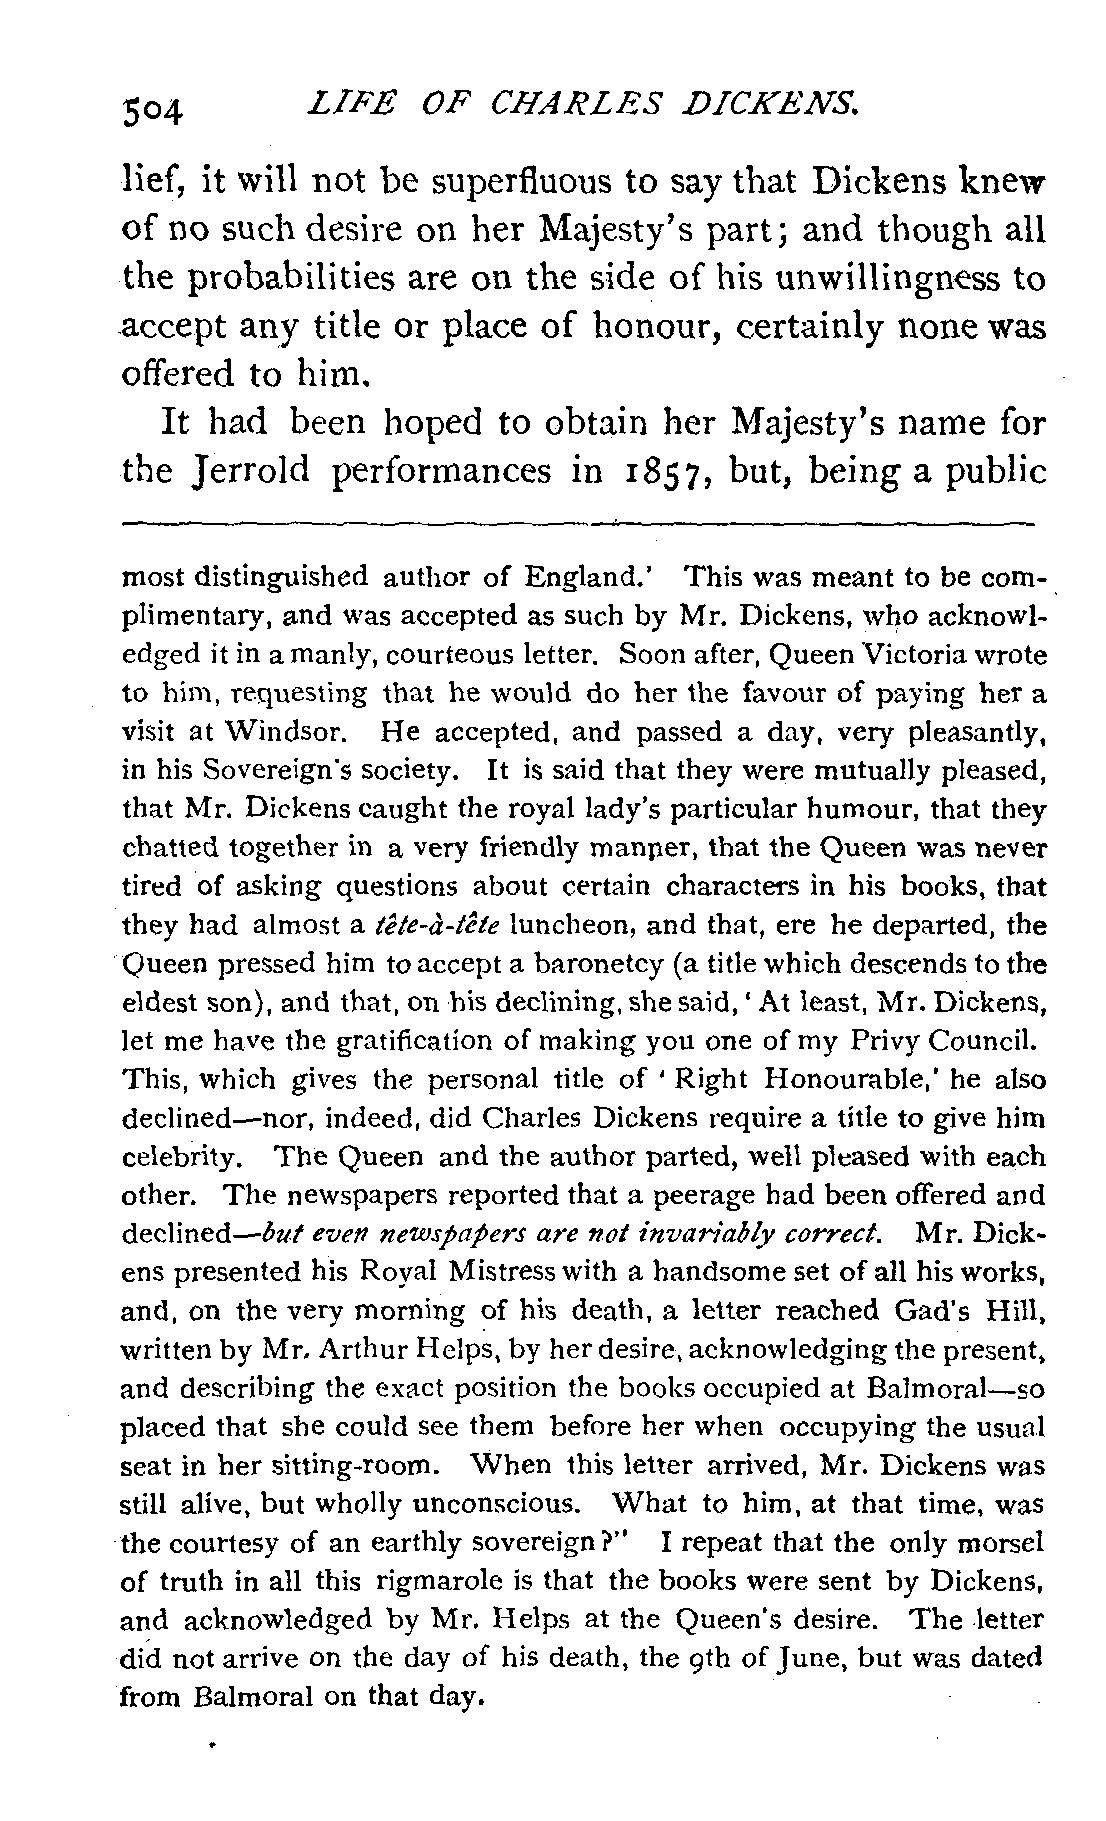 504 LIFE OF CHARLES DICKENS.
lief, it will not be superfluous to say that Dickens knew
of no such desire on her Majesty's part; and though all
the probabilities are on the side of his unwillingness to
accept any title or place of honour, certainly none was
offered to him.
It had been hoped to obtain her Majesty's name for
the Jerrold performances in 1857, but, being a public
most distinguished author of England.' This was meant to be com-
plimentary, and was accepted as such by Mr. Dickens, who acknowl-
edged it in a manly, courteous letter. Soon after, Queen Victoria wrote
to him, requesting that he would do her the favour of paying her a
visit at Windsor. He accepted, and passed a day, very pleasantly,
in his Sovereign's society. It is said that they were mutually pleased,
that Mr. Dickens caught the royal lady's particular humour, that they
chatted together in a very friendly manner, that the Queen was never
tired of asking questions about certain characters in his books, that
they had almost a tête-à-tête luncheon, and that, ere he departed, the
Queen pressed him to accept a baronetcy (a title which descends to the
eldest son), and that, on his declining, she said, ' At least, Mr. Dickens,
let me have the gratification of making you one of my Privy Council.
This, which gives the personal title of ' Right Honourable,' he also
declined—nor, indeed, did Charles Dickens require a title to give him
celebrity. The Queen and the author parted, well pleased with each
other. The newspapers reported that a peerage had been offered and
declined—but even newspapers are not invariably correct. Mr. Dick-
ens presented his Royal Mistress with a handsome set of all his works,
and, on the very morning of his death, a letter reached Gad's Hill,
written by Mr. Arthur Helps, by her desire, acknowledging the present,
and describing the exact position the books occupied at Balmoral—so
placed that she could see them before her when occupying the usual
seat in her sitting-room. When this letter arrived, Mr. Dickens was
still alive, but wholly unconscious. What to him, at that time, was
the courtesy of an earthly sovereign?" I repeat that the only morsel
of truth in all this rigmarole is that the books were sent by Dickens,
and acknowledged by Mr. Helps at the Queen's desire. The letter
did not arrive on the day of his death, the 9th of June, but was dated
from Balmoral on that day.